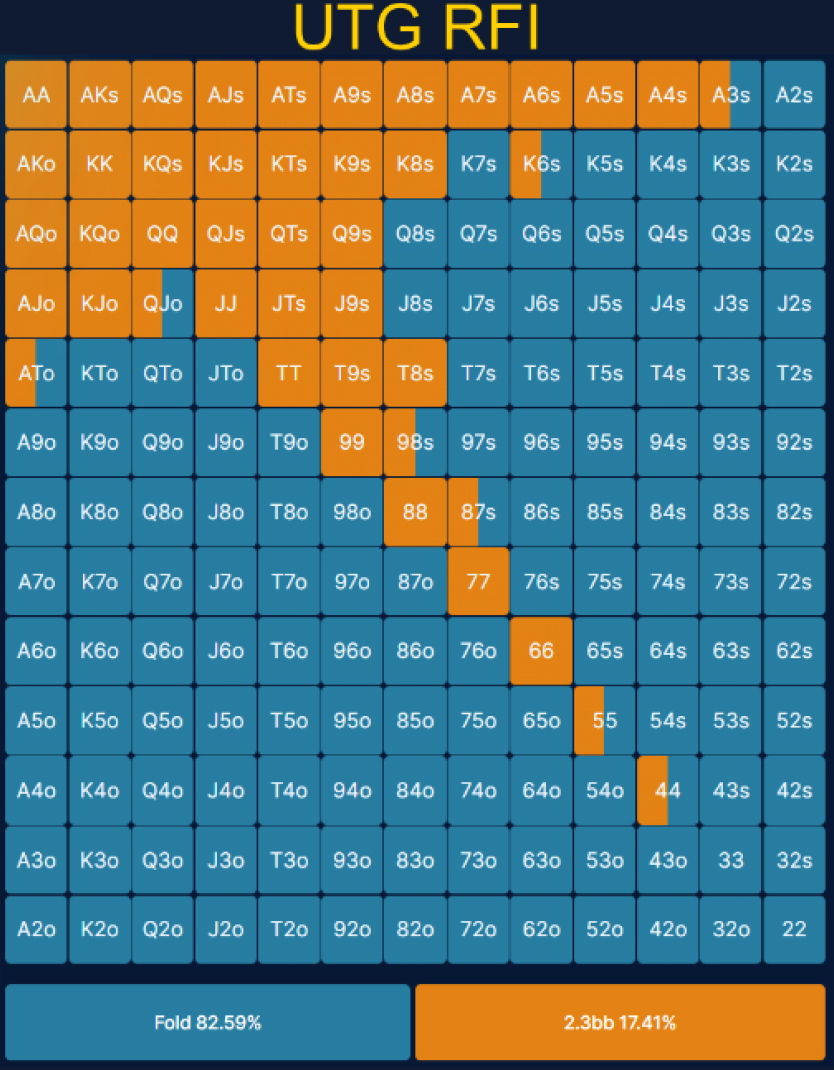 UTG RFI
AA AKs AQs AJs ATs A9s A8s A7s A6s A5s A4s A3s A2s
AKo KK KQs KJs KTs K9s K8s K7s K6s K5s K4s K3s K2s
AQo KQo QQ QJs QTs Q9s Q8s Q7s Q6s Q5s Q4s Q3s Q2s
AJo KJo QJo JJ JTs J9s J8s J7s J6s J5s J4s J3s J2s
ATo KTo QTo JTo TT T9s T8s T7s T6s T5s T4s T3s T2s
A9o K9o Q9o J9o T9o 99 98s 97s 96s 95s 94s 93s 92s
A8o K8o Q8o J8o T8o 98o 88 87s 86s 85s 84s 83s 82s
A7o K7o Q7o J7o T7o 97o 87o 77 76s 75s 74s 73s 72s
A6o K6o Q6o J6o T6o 96o 86o 76o 66 65s 64s 63s 62s
A5o K5o Q5o J5o T5o 95o 85o 75o 65o 55 54s 53s 52s
A4o K4o Q4o J4o T4o 94o 84o 74o 64o 54o 44 43s 42s
A3o K3o Q3o J3o T3o 93o 83o 73o 63o 53o 43o 33 32s
A2o K2o Q2o J2o T2o 92o 82o 72o 62o 52o 42o 32o 22
Fold 82.59% 2.3bb 17.41%